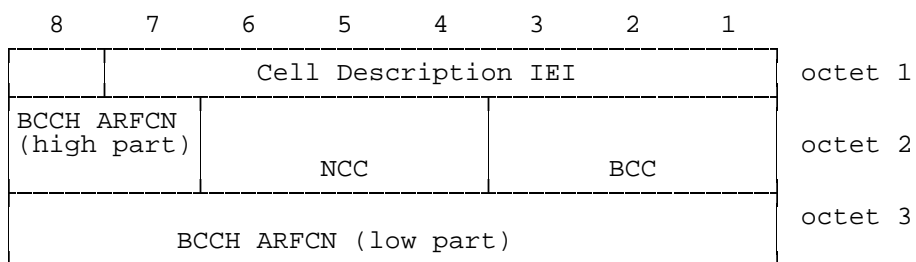 8 7 6 5 4 3 2 1
Cell Description IEI octet 1
BCCH ARFCN
(high part) octet 2
NCC BCC
octet 3
BCCH ARFCN (low part)